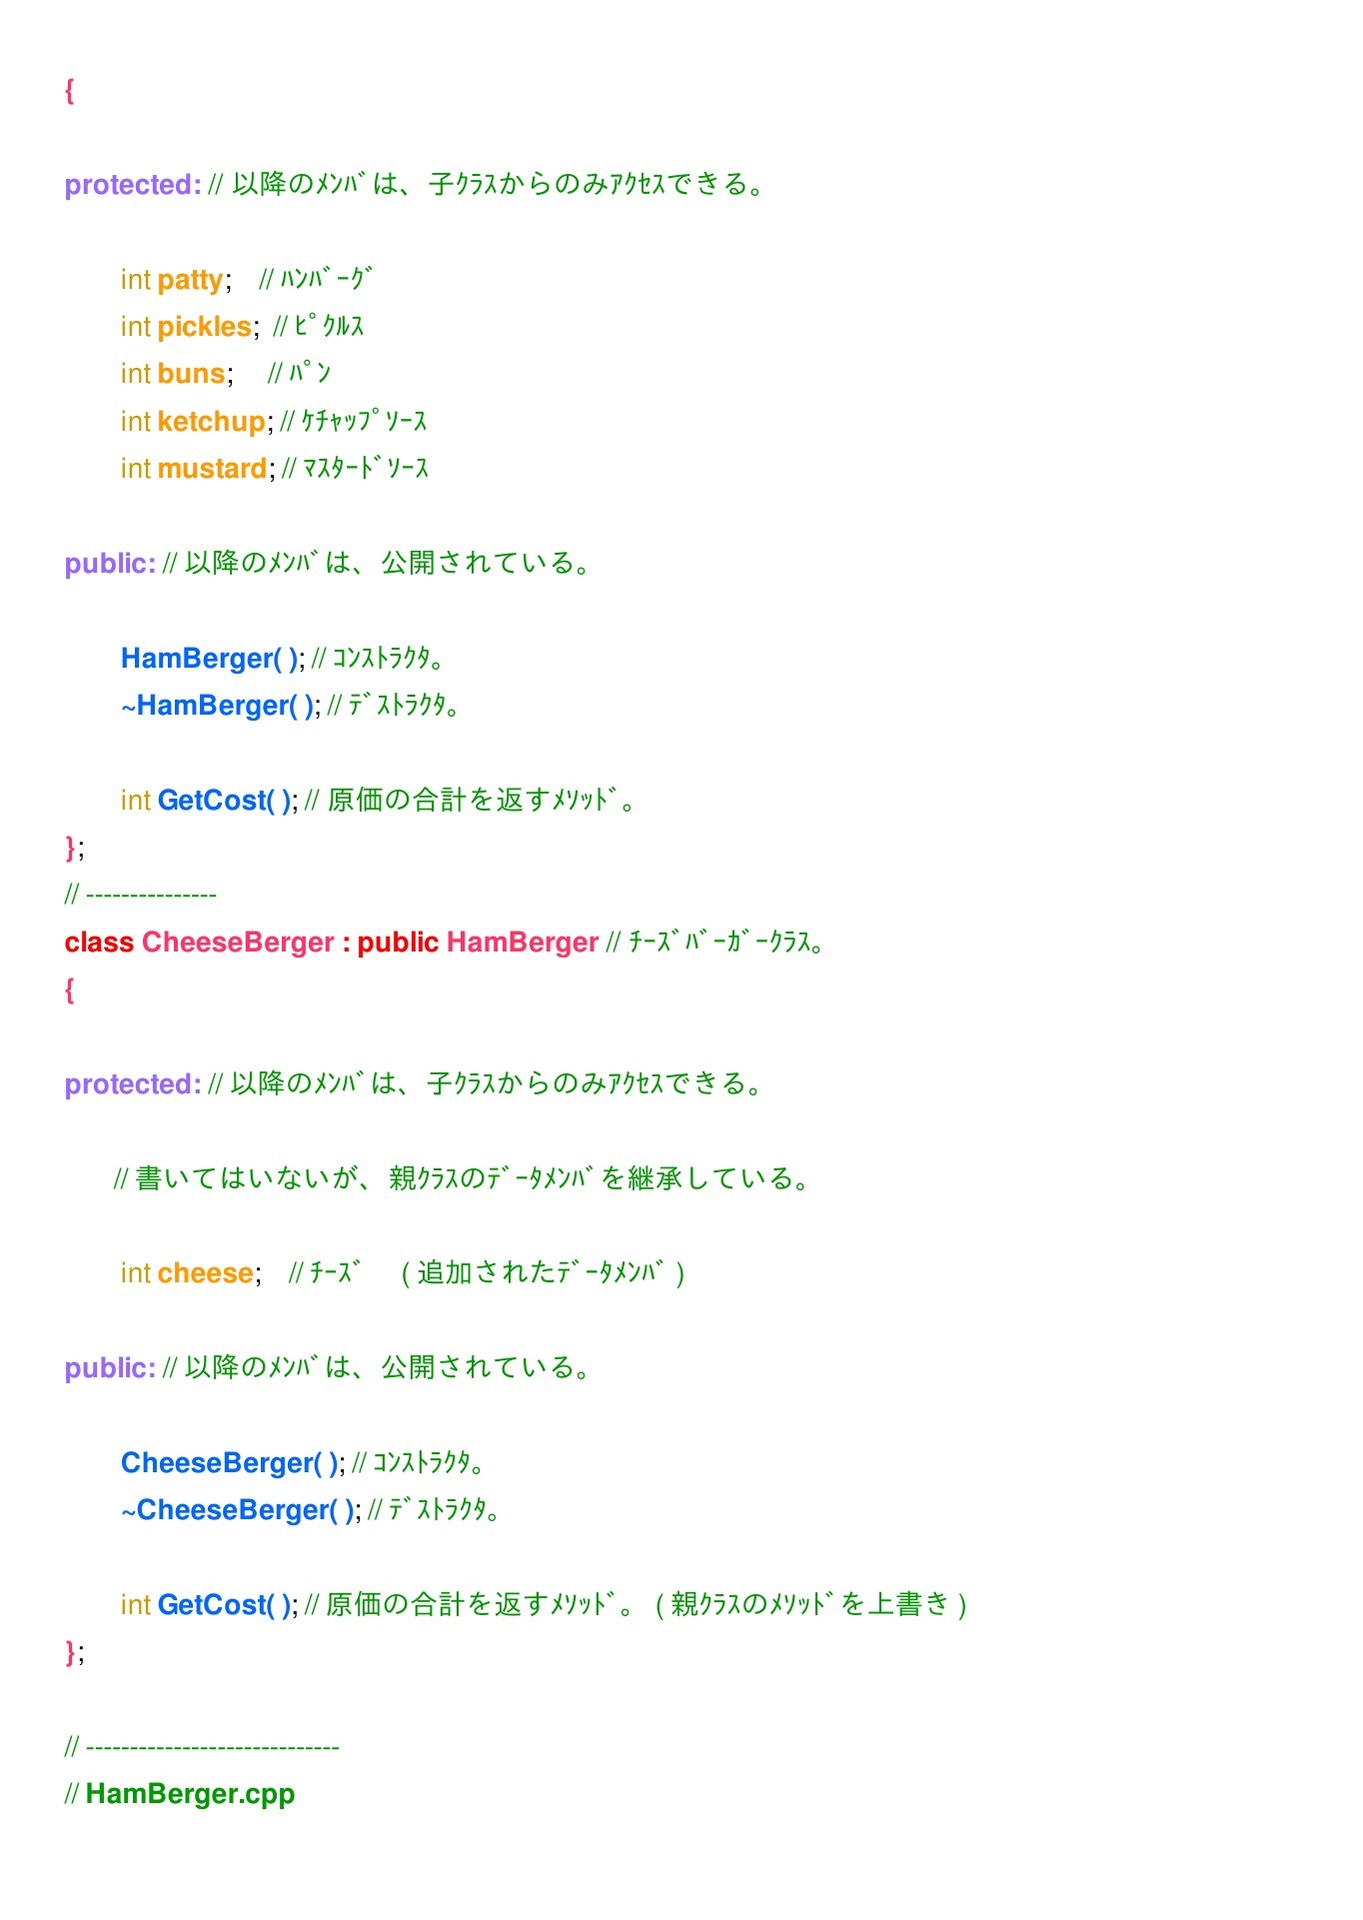 {
protected: // 以降のﾒﾝﾊﾞは、子ｸﾗｽからのみｱｸｾｽできる。
int patty; // ﾊﾝﾊﾞｰｸﾞ
int pickles; // ﾋﾟｸﾙｽ
int buns; // ﾊﾟﾝ
int ketchup; // ｹﾁｬｯﾌﾟｿｰｽ
int mustard; // ﾏｽﾀｰﾄﾞｿｰｽ
public: // 以降のﾒﾝﾊﾞは、公開されている。
HamBerger( ); // ｺﾝｽﾄﾗｸﾀ。
~HamBerger( ); // ﾃﾞｽﾄﾗｸﾀ。
int GetCost( ); // 原価の合計を返すﾒｿｯﾄﾞ。
};
// ---------------
class CheeseBerger : public HamBerger // ﾁｰｽﾞﾊﾞｰｶﾞｰｸﾗｽ。
{
protected: // 以降のﾒﾝﾊﾞは、子ｸﾗｽからのみｱｸｾｽできる。
// 書いてはいないが、親ｸﾗｽのﾃﾞｰﾀﾒﾝﾊﾞを継承している。
int cheese; // ﾁｰｽﾞ ( 追加されたﾃﾞｰﾀﾒﾝﾊﾞ )
public: // 以降のﾒﾝﾊﾞは、公開されている。
CheeseBerger( ); // ｺﾝｽﾄﾗｸﾀ。
~CheeseBerger( ); // ﾃﾞｽﾄﾗｸﾀ。
int GetCost( ); // 原価の合計を返すﾒｿｯﾄﾞ。 ( 親ｸﾗｽのﾒｿｯﾄﾞを上書き )
};
// -----------------------------
// HamBerger.cpp